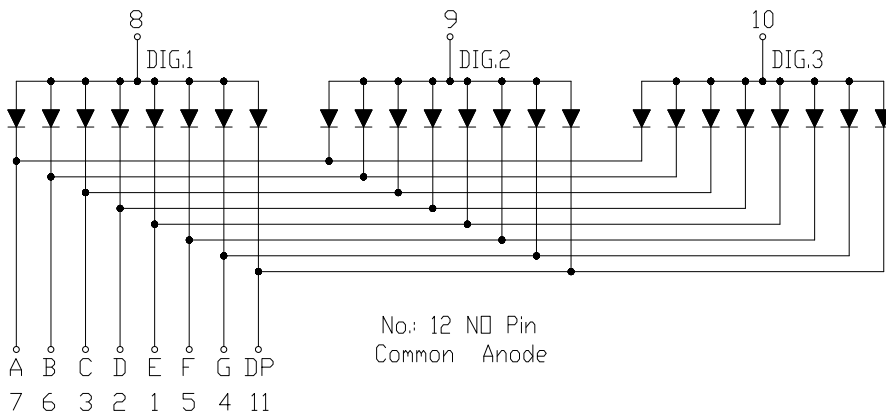 8 9 10
DIG.1 DIG.2 DIG.3
No.: 12 NO Pin
Common Anode
A B C D E F G DP
7 6 3 2 1 5 4 11